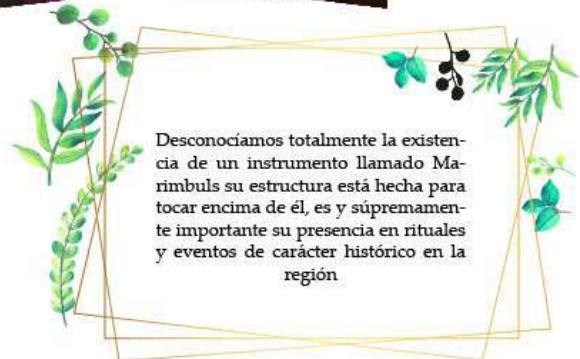 Desconocíamos totalmente la existen-
cia de un instrumento llamado Ma-
rimbuls su estructura está hecha para
tocar encima de él, es y súpremamen-
te importante su presencia en rituales
y eventos de carácter histórico en la
región